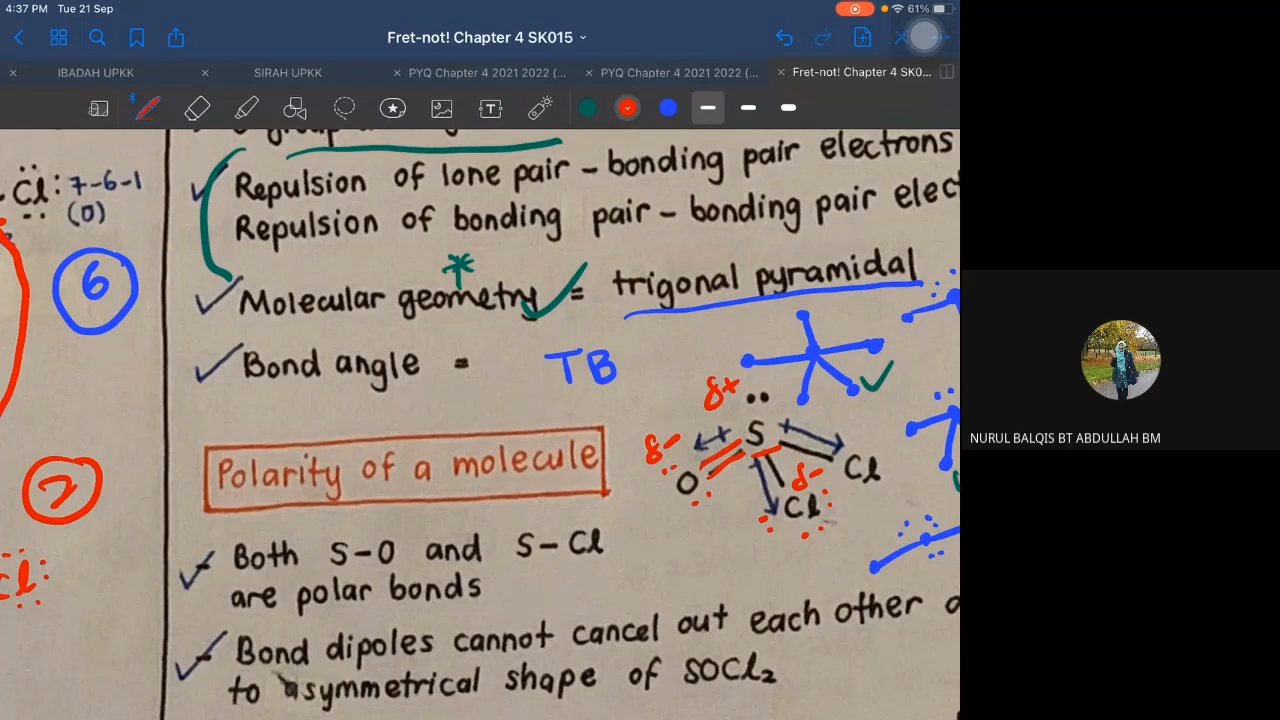 4:37 PM Tue 21 Sep
61%
Fret-not! Chapter 4 SK015
IBADAH UPKK
SIRAH UPKK
PYQ Chapter 4 2021 2022 (...
PYQ Chapter 4 2021 2022 (...
Fret-not! Chapter 4 SK0...
Cl: 7-6-1
(0)
6
7
Cl:
Repulsion of lone pair - bonding pair electrons
Repulsion of bonding pair - bonding pair elect
Molecular geometry = trigonal pyramidal
Bond angle =
TB
Polarity of a molecule
δ+
δ-
S
O
δ-
Cl
Cl
Both S-O and S-Cl
are polar bonds
Bond dipoles cannot cancel out each other
to asymmetrical shape of SOCl₂
NURUL BALQIS BT ABDULLAH BM